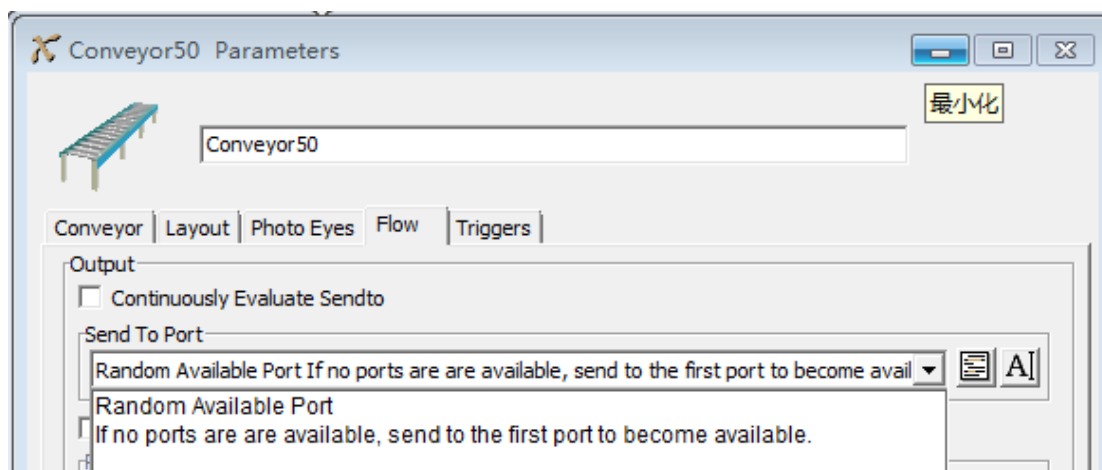 Conveyor50 Parameters
最小化
Conveyor50
Conveyor Layout Photo Eyes Flow Triggers
Output
Continuously Evaluate Sendto
Send To Port
Random Available Port If no ports are are available, send to the first port to become avail
A
Random Available Port
If no ports are are available, send to the first port to become available.